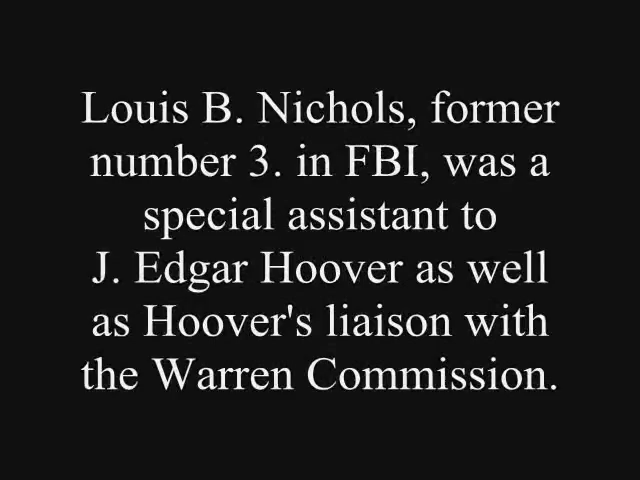 Louis B. Nichols, former
number 3. in FBI, was a
special assistant to
J. Edgar Hoover as well
as Hoover's liaison with
the Warren Commission.